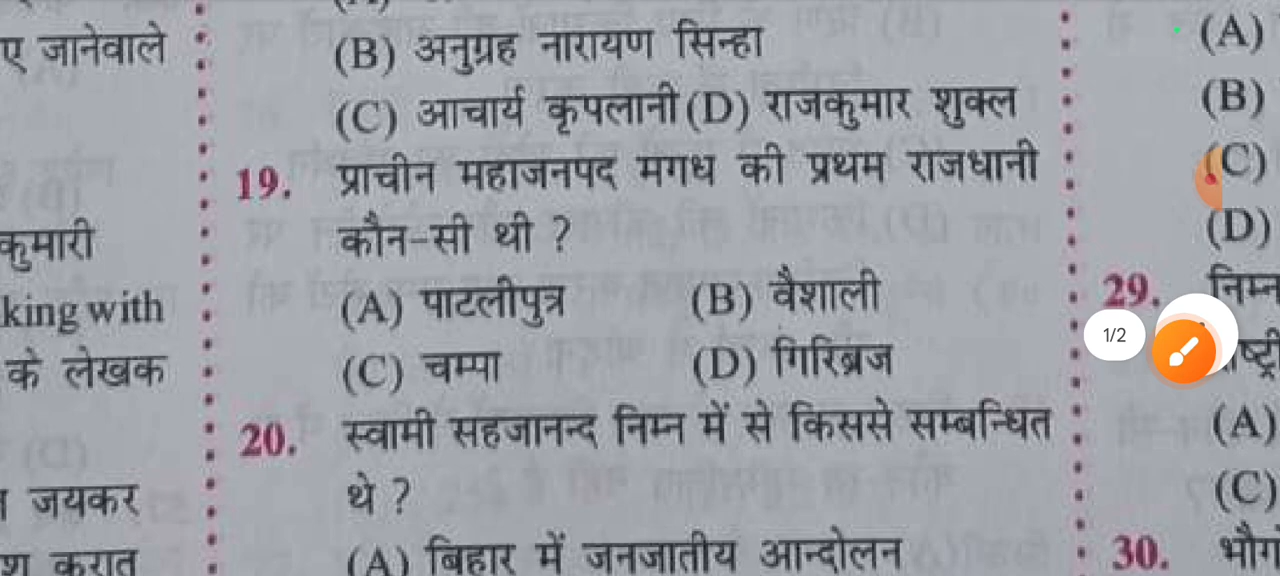 ए जानेवाले
कुमारी
king with
के लेखक
जयकर
करात
(B) अनुग्रह नारायण सिन्हा
(C) आचार्य कृपलानी (D) राजकुमार शुक्ल
19. प्राचीन महाजनपद मगध की प्रथम राजधानी
कौन-सी थी ?
(A) पाटलीपुत्र (B) वैशाली
(C) चम्पा (D) गिरिब्रज
20. स्वामी सहजानन्द निम्न में से किससे सम्बन्धित
थे ?
(A) बिहार में जनजातीय आन्दोलन
(A)
(B)
(C)
(D)
29. निम्न
1/2
(A)
(C)
30.